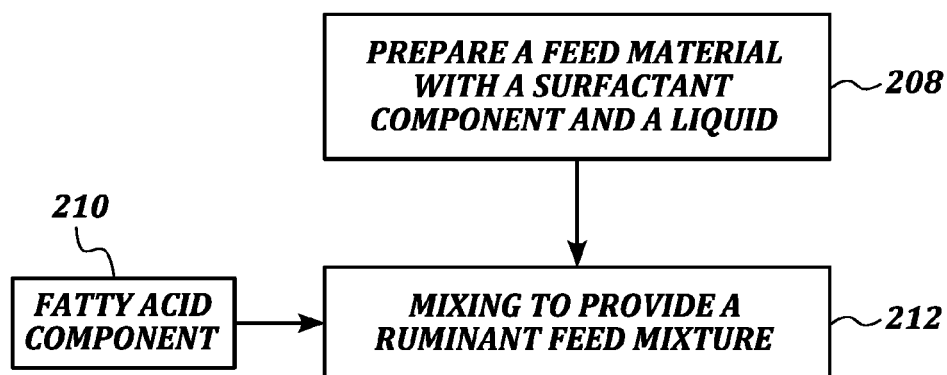 PREPARE A FEED MATERIAL
WITH A SURFACTANT
COMPONENT AND A LIQUID
208
210
FATTY ACID
COMPONENT
MIXING TO PROVIDE A
RUMINANT FEED MIXTURE
212